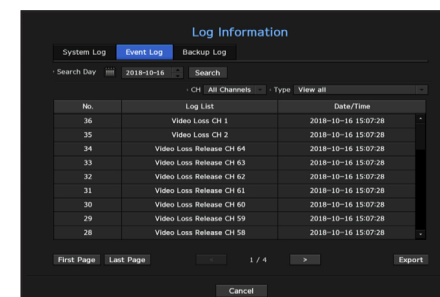 Log Information
System Log Event Log Backup Log
· Search Day 2018-10-16 Search
· CH All Channels · Type View all
No. Log List Date/Time
36 Video Loss CH 1 2018-10-16 15:07:28
35 Video Loss CH 2 2018-10-16 15:07:28
34 Video Loss Release CH 64 2018-10-16 15:07:28
33 Video Loss Release CH 63 2018-10-16 15:07:28
32 Video Loss Release CH 62 2018-10-16 15:07:28
31 Video Loss Release CH 61 2018-10-16 15:07:28
30 Video Loss Release CH 60 2018-10-16 15:07:28
29 Video Loss Release CH 59 2018-10-16 15:07:28
28 Video Loss Release CH 58 2018-10-16 15:07:28
First Page Last Page < 1 / 4 > Export
Cancel